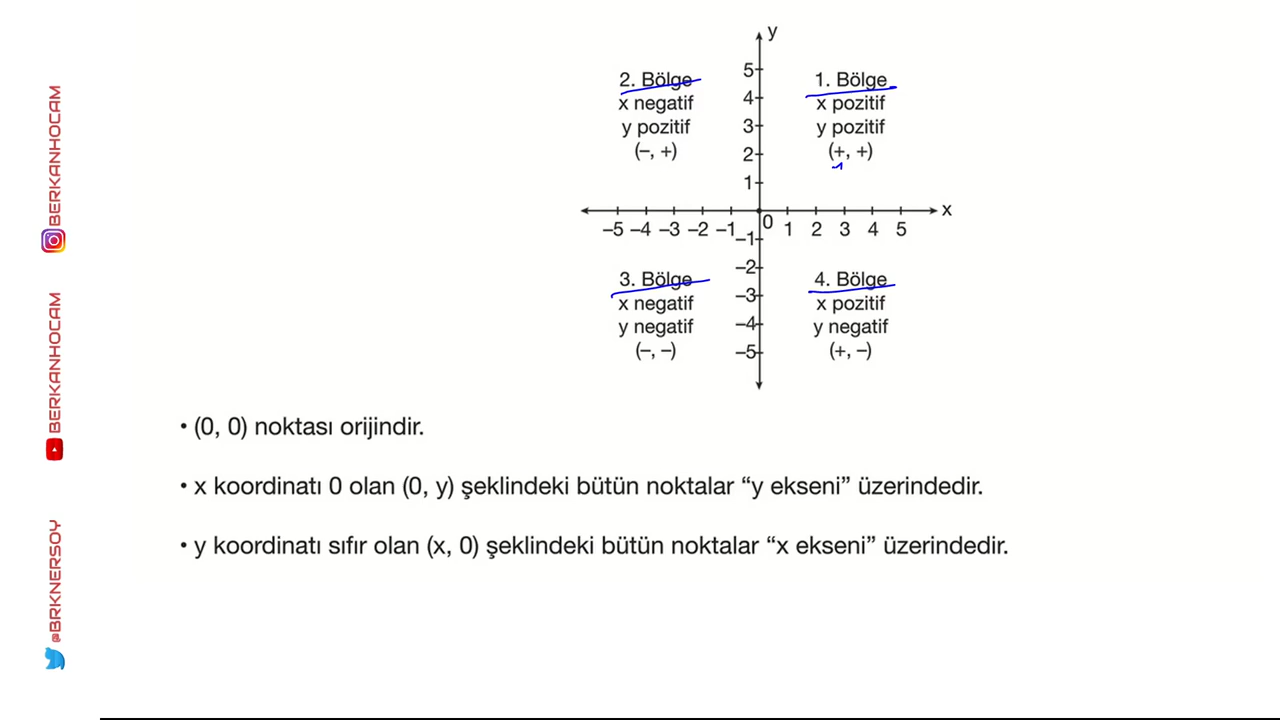 BERKANHOCAM
BERKANHOCAM
@BRKNERSOY
y
2. Bölge
x negatif
y pozitif
(–, +)
1. Bölge
x pozitif
y pozitif
(+, +)
5
4
3
2
1
x
–5 –4 –3 –2 –1 0 1 2 3 4 5
–1
–2
–3
–4
–5
3. Bölge
x negatif
y negatif
(–, –)
4. Bölge
x pozitif
y negatif
(+, –)
• (0, 0) noktası orijindir.
• x koordinatı 0 olan (0, y) şeklindeki bütün noktalar “y ekseni” üzerindedir.
• y koordinatı sıfır olan (x, 0) şeklindeki bütün noktalar “x ekseni” üzerindedir.